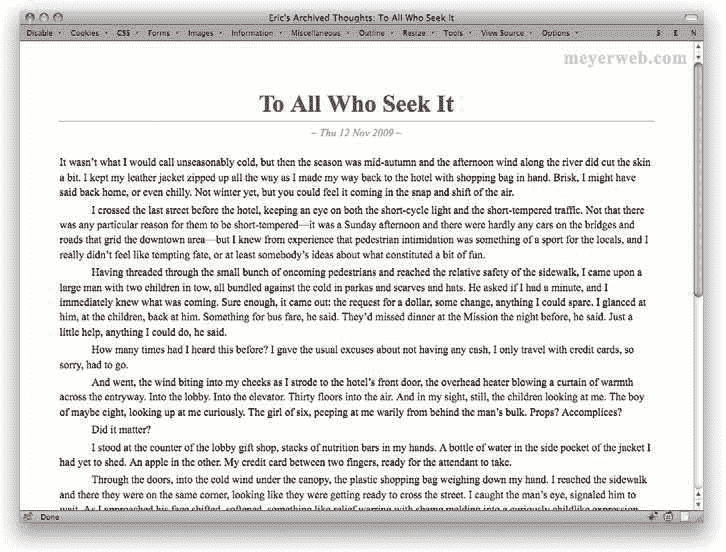 Eric's Archived Thoughts: To All Who Seek It
Disable Cookies CSS Forms Images Information Miscellaneous Outline Resize Tools View Source Options S E N
meyerweb.com
To All Who Seek It
~ Thu 12 Nov 2009 ~
It wasn't what I would call unseasonably cold, but then the season was mid-autumn and the afternoon wind along the river did cut the skin
a bit. I kept my leather jacket zipped up all the way as I made my way back to the hotel with shopping bag in hand. Brisk, I might have
said back home, or even chilly. Not winter yet, but you could feel it coming in the snap and shift of the air.
I crossed the last street before the hotel, keeping an eye on both the short-cycle light and the short-tempered traffic. Not that there
was any particular reason for them to be short-tempered—it was a Sunday afternoon and there were hardly any cars on the bridges and
roads that grid the downtown area—but I knew from experience that pedestrian intimidation was something of a sport for the locals, and I
really didn't feel like tempting fate, or at least somebody's ideas about what constituted a bit of fun.
Having threaded through the small bunch of oncoming pedestrians and reached the relative safety of the sidewalk, I came upon a
large man with two children in tow, all bundled against the cold in parkas and scarves and hats. He asked if I had a minute, and I
immediately knew what was coming. Sure enough, it came out: the request for a dollar, some change, anything I could spare. I glanced at
him, at the children, back at him. Something for bus fare, he said. They'd missed dinner at the Mission the night before, he said. Just a
little help, anything I could do, he said.
How many times had I heard this before? I gave the usual excuses about not having any cash, I only travel with credit cards, so
sorry, had to go.
And went, the wind biting into my cheeks as I strode to the hotel's front door, the overhead heater blowing a curtain of warmth
across the entryway. Into the lobby. Into the elevator. Thirty floors into the air. And in my sight, still, the children looking at me. The boy
of maybe eight, looking up at me curiously. The girl of six, peeping at me warily from behind the man's bulk. Props? Accomplices?
Did it matter?
I stood at the counter of the lobby gift shop, stacks of nutrition bars in my hands. A bottle of water in the side pocket of the jacket I
had yet to shed. An apple in the other. My credit card between two fingers, ready for the attendant to take.
Through the doors, into the cold wind under the canopy, the plastic shopping bag weighing down my hand. I reached the sidewalk
and there they were on the same corner, looking like they were getting ready to cross the street. I caught the man's eye, signaled him to
wait. As I approached his face shifted, softened, something like relief warring with shame melding into a curiously childlike expression
Done